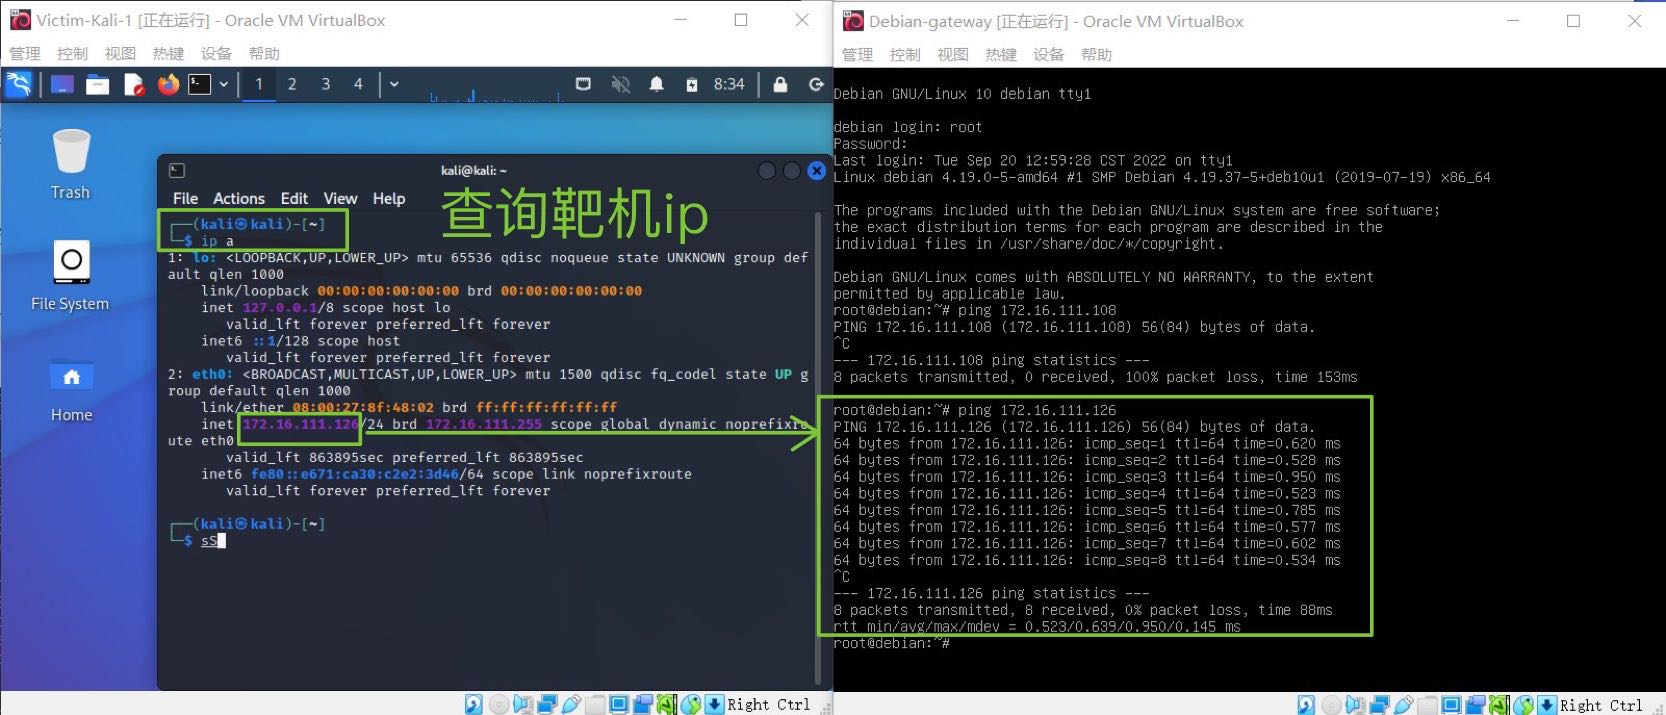 Victim-Kali-1 [正在运行] - Oracle VM VirtualBox
管理 控制 视图 热键 设备 帮助
1 2 3 4 8:34
Trash
File System
Home
kali@kali: ~
File Actions Edit View Help
查询靶机ip
┌──(kali㉿kali)-[~]
└─$ ip a
1: lo: <LOOPBACK,UP,LOWER_UP> mtu 65536 qdisc noqueue state UNKNOWN group def
ault qlen 1000
link/loopback 00:00:00:00:00:00 brd 00:00:00:00:00:00
inet 127.0.0.1/8 scope host lo
valid_lft forever preferred_lft forever
inet6 ::1/128 scope host
valid_lft forever preferred_lft forever
2: eth0: <BROADCAST,MULTICAST,UP,LOWER_UP> mtu 1500 qdisc fq_codel state UP g
roup default qlen 1000
link/ether 08:00:27:8f:48:02 brd ff:ff:ff:ff:ff:ff
inet 172.16.111.126/24 brd 172.16.111.255 scope global dynamic noprefixro
ute eth0
valid_lft 863895sec preferred_lft 863895sec
inet6 fe80::e671:ca30:c2e2:3d46/64 scope link noprefixroute
valid_lft forever preferred_lft forever
┌──(kali㉿kali)-[~]
└─$ sS
Right Ctrl
Debian-gateway [正在运行] - Oracle VM VirtualBox
管理 控制 视图 热键 设备 帮助
Debian GNU/Linux 10 debian tty1
debian login: root
Password:
Last login: Tue Sep 20 12:59:28 CST 2022 on tty1
Linux debian 4.19.0-5-amd64 #1 SMP Debian 4.19.37-5+deb10u1 (2019-07-19) x86_64
The programs included with the Debian GNU/Linux system are free software;
the exact distribution terms for each program are described in the
individual files in /usr/share/doc/*/copyright.
Debian GNU/Linux comes with ABSOLUTELY NO WARRANTY, to the extent
permitted by applicable law.
root@debian:~# ping 172.16.111.108
PING 172.16.111.108 (172.16.111.108) 56(84) bytes of data.
^C
--- 172.16.111.108 ping statistics ---
8 packets transmitted, 0 received, 100% packet loss, time 153ms
root@debian:~# ping 172.16.111.126
PING 172.16.111.126 (172.16.111.126) 56(84) bytes of data.
64 bytes from 172.16.111.126: icmp_seq=1 ttl=64 time=0.620 ms
64 bytes from 172.16.111.126: icmp_seq=2 ttl=64 time=0.528 ms
64 bytes from 172.16.111.126: icmp_seq=3 ttl=64 time=0.950 ms
64 bytes from 172.16.111.126: icmp_seq=4 ttl=64 time=0.523 ms
64 bytes from 172.16.111.126: icmp_seq=5 ttl=64 time=0.785 ms
64 bytes from 172.16.111.126: icmp_seq=6 ttl=64 time=0.577 ms
64 bytes from 172.16.111.126: icmp_seq=7 ttl=64 time=0.602 ms
64 bytes from 172.16.111.126: icmp_seq=8 ttl=64 time=0.534 ms
^C
--- 172.16.111.126 ping statistics ---
8 packets transmitted, 8 received, 0% packet loss, time 88ms
rtt min/avg/max/mdev = 0.523/0.639/0.950/0.145 ms
root@debian:~#
Right Ctrl